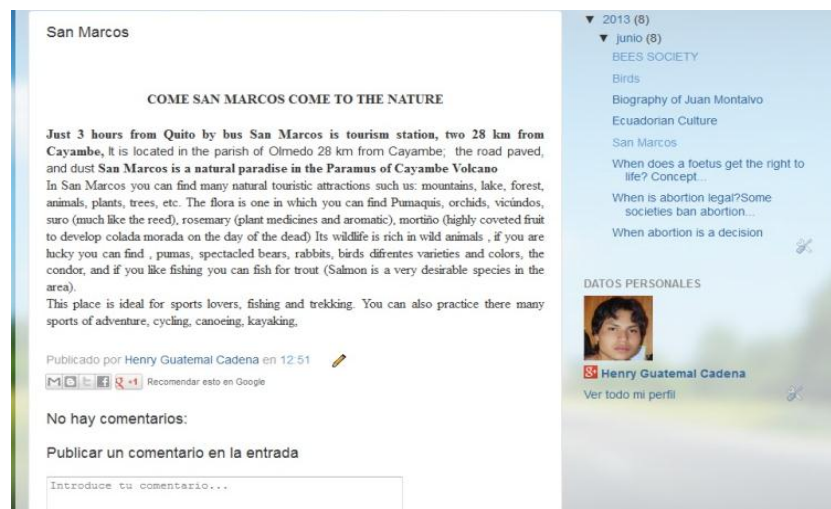 San Marcos
COME SAN MARCOS COME TO THE NATURE
Just 3 hours from Quito by bus San Marcos is tourism station, two 28 km from
Cayambe, It is located in the parish of Olmedo 28 km from Cayambe; the road paved,
and dust San Marcos is a natural paradise in the Paramus of Cayambe Volcano
In San Marcos you can find many natural touristic attractions such us: mountains, lake, forest,
animals, plants, trees, etc. The flora is one in which you can find Pumaquis, orchids, vicúndos,
suro (much like the reed), rosemary (plant medicines and aromatic), mortiño (highly coveted fruit
to develop colada morada on the day of the dead) Its wildlife is rich in wild animals , if you are
lucky you can find , pumas, spectacled bears, rabbits, birds difrentes varieties and colors, the
condor, and if you like fishing you can fish for trout (Salmon is a very desirable species in the
area).
This place is ideal for sports lovers, fishing and trekking. You can also practice there many
sports of adventure, cycling, canoeing, kayaking,
Publicado por Henry Guatemal Cadena en 12:51
+1 Recomendar esto en Google
No hay comentarios:
Publicar un comentario en la entrada
Introduce tu comentario...
▼ 2013 (8)
▼ junio (8)
BEES SOCIETY
Birds
Biography of Juan Montalvo
Ecuadorian Culture
San Marcos
When does a foetus get the right to
life? Concept...
When is abortion legal?Some
societies ban abortion...
When abortion is a decision
DATOS PERSONALES
Henry Guatemal Cadena
Ver todo mi perfil